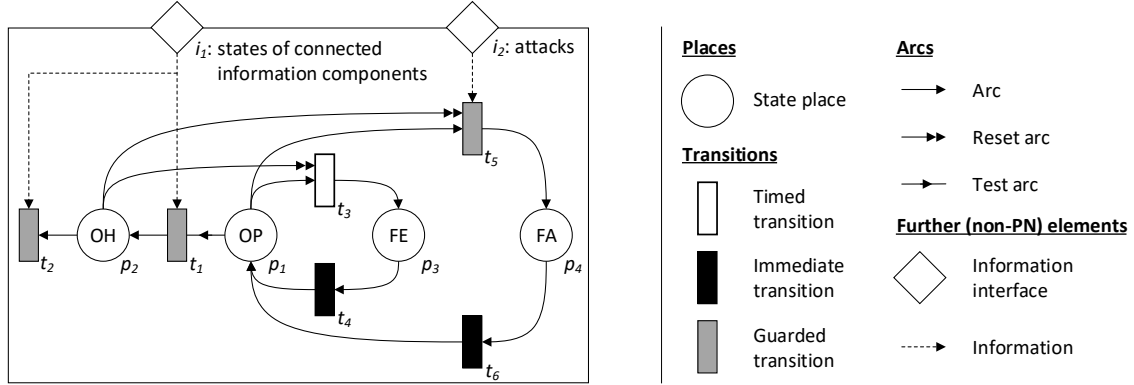 i1: states of connected
information components
i2: attacks
t5
t3
OH
OP
FE
FA
t2
p2
t1
p1
p3
p4
t4
t6
Places
State place
Transitions
Timed
transition
Immediate
transition
Guarded
transition
Arcs
Arc
Reset arc
Test arc
Further (non-PN) elements
Information
interface
Information